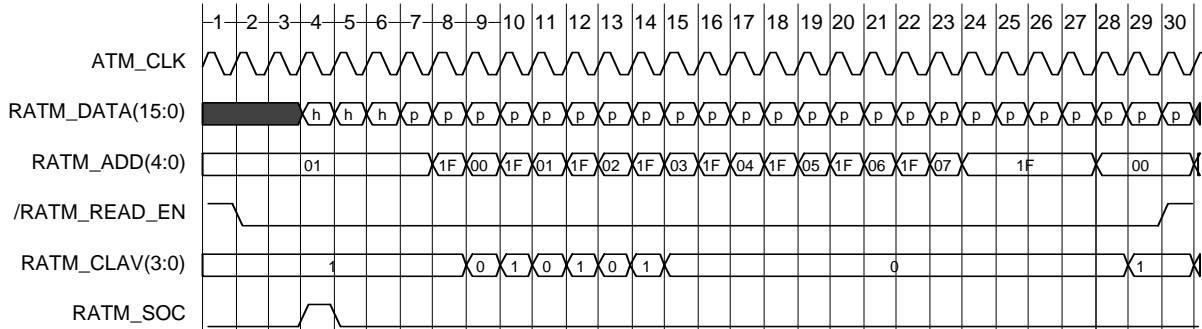 1 2 3 4 5 6 7 8 9 10 11 12 13 14 15 16 17 18 19 20 21 22 23 24 25 26 27 28 29 30
ATM_CLK
RATM_DATA(15:0) h h h p p p p p p p p p p p p p p p p p p p p p p p p
RATM_ADD(4:0) 01 1F 00 1F 01 1F 02 1F 03 1F 04 1F 05 1F 06 1F 07 1F 00
/RATM_READ_EN
RATM_CLAV(3:0) 1 0 1 0 1 0 1 0 1
RATM_SOC